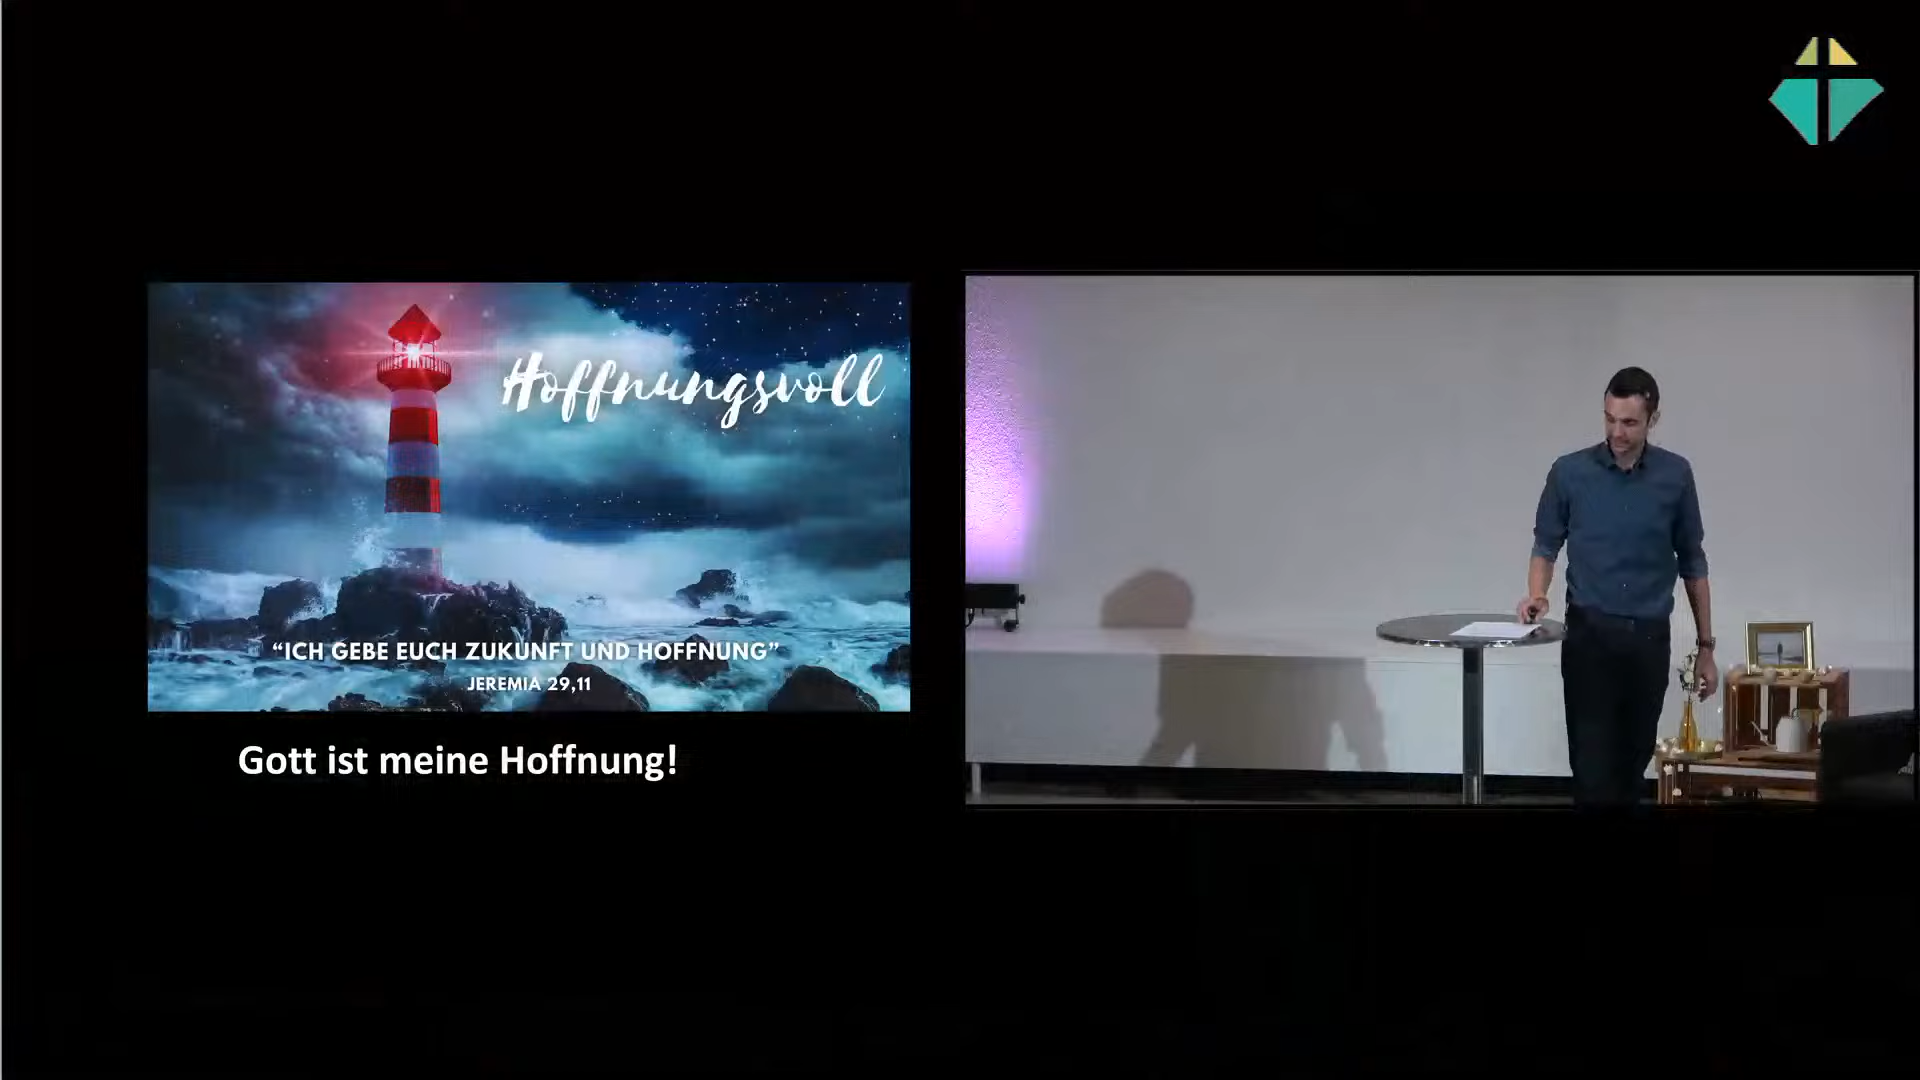 Hoffnungsvoll
“ICH GEBE EUCH ZUKUNFT UND HOFFNUNG”
JEREMIA 29,11
Gott ist meine Hoffnung!